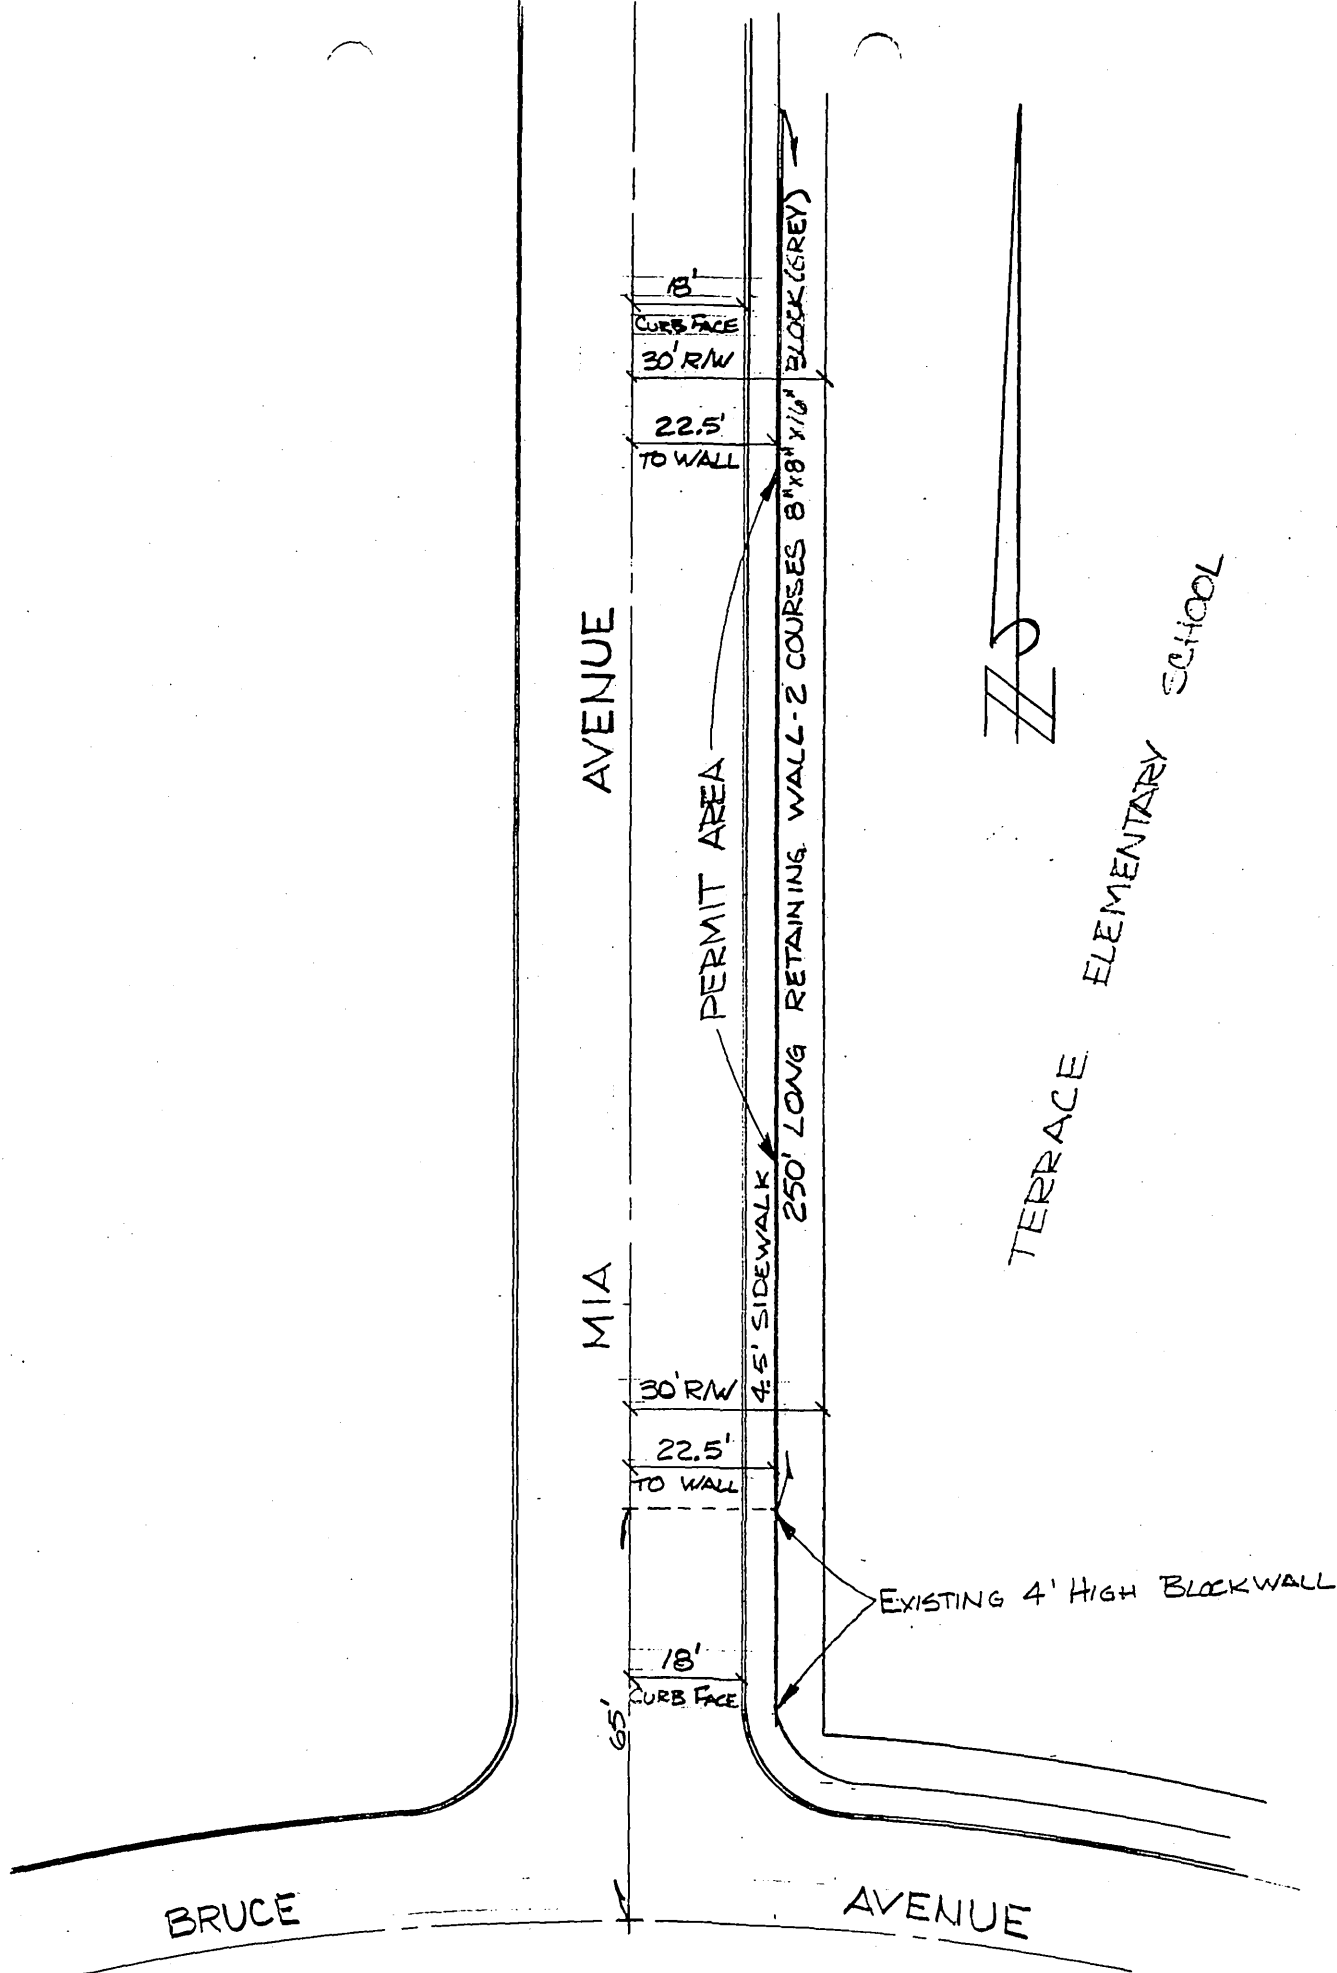 18'
CURB FACE
30' R/W
22.5'
TO WALL
250' LONG RETAINING WALL-2 COURSES 8"x8"x16" BLOCK (GREY)
PERMIT AREA
MIA AVENUE
TERRACE ELEMENTARY SCHOOL
N
4.5' SIDEWALK
30' R/W
22.5'
TO WALL
EXISTING 4' HIGH BLOCKWALL
18'
CURB FACE
65'
BRUCE AVENUE